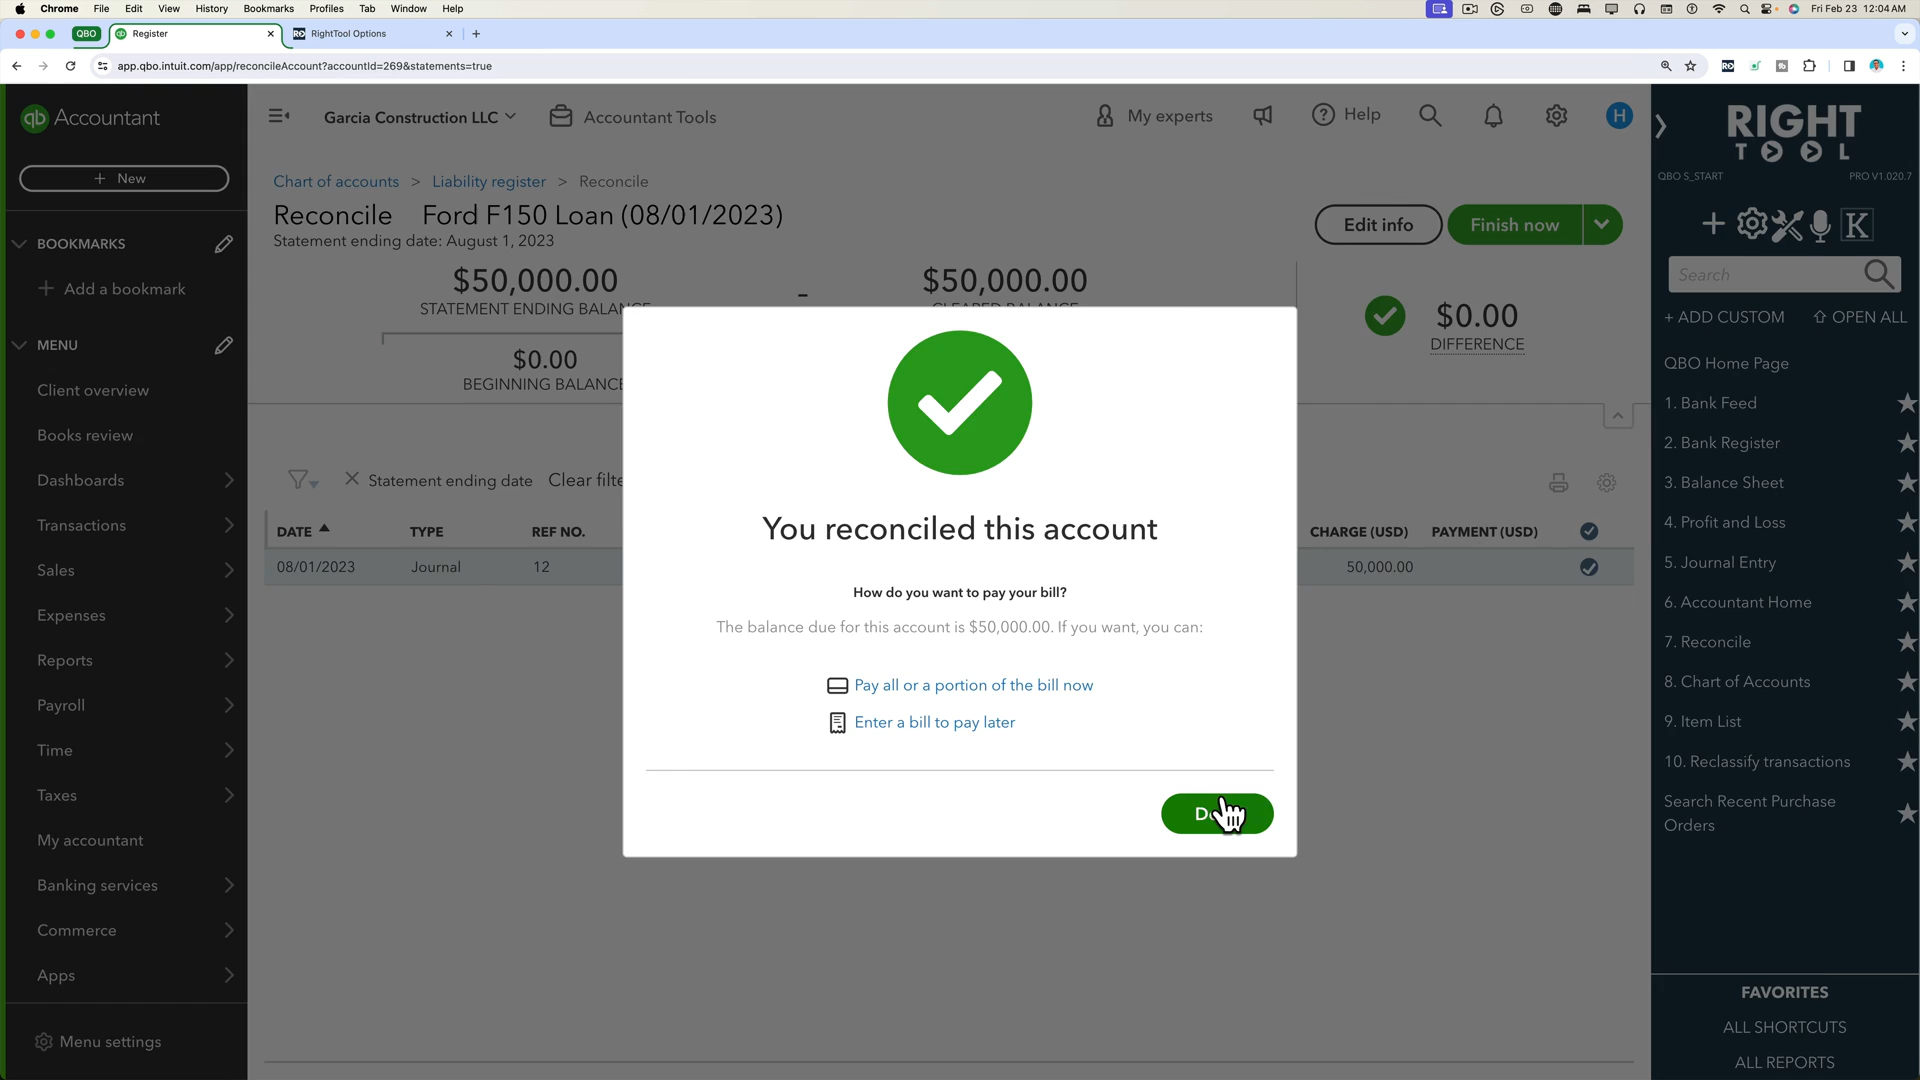 Chrome File Edit View History Bookmarks Profiles Tab Window Help
Fri Feb 23 12:04 AM
QBO Register RightTool Options
app.qbo.intuit.com/app/reconcileAccount?accountId=269&statements=true
qb Accountant
+ New
BOOKMARKS
+ Add a bookmark
MENU
Client overview
Books review
Dashboards
Transactions
Sales
Expenses
Reports
Payroll
Time
Taxes
My accountant
Banking services
Commerce
Apps
Menu settings
Garcia Construction LLC Accountant Tools My experts Help H
Chart of accounts > Liability register > Reconcile
Reconcile Ford F150 Loan (08/01/2023)
Statement ending date: August 1, 2023
Edit info Finish now
$50,000.00 - $50,000.00
STATEMENT ENDING CLEARED BALANCE
$0.00
BEGINNING BALANCE
$0.00
DIFFERENCE
Statement ending date Clear
DATE TYPE REF NO. CHARGE (USD) PAYMENT (USD)
08/01/2023 Journal 12 50,000.00
You reconciled this account
How do you want to pay your bill?
The balance due for this account is $50,000.00. If you want, you can:
Pay all or a portion of the bill now
Enter a bill to pay later
RIGHT
TOOL
QBO S_START PRO V1.020.7
K
Search
+ ADD CUSTOM OPEN ALL
QBO Home Page
1. Bank Feed
2. Bank Register
3. Balance Sheet
4. Profit and Loss
5. Journal Entry
6. Accountant Home
7. Reconcile
8. Chart of Accounts
9. Item List
10. Reclassify transactions
Search Recent Purchase
Orders
FAVORITES
ALL SHORTCUTS
ALL REPORTS